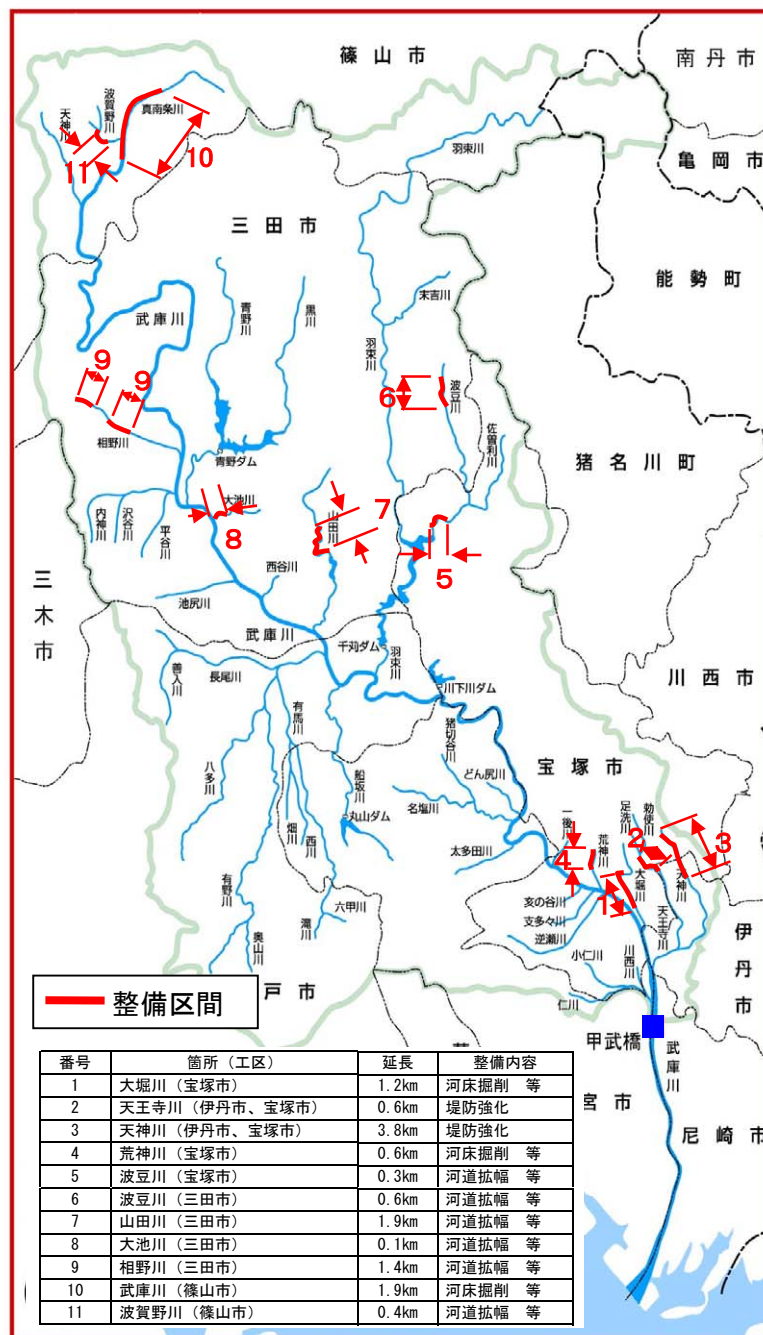 篠山市
南丹市
天神川
波賀野川
真南条川
10
11
羽束川
亀岡市
三田市
能勢町
武庫川
青野川
黒川
末吉川
羽束川
9
9
6
波豆川
佐曽利川
相野川
青野ダム
猪名川町
大池川
8
山田川
7
5
内神川
沢谷川
平谷川
西谷川
池尻川
三木市
武庫川
千苅ダム
羽束川
川下川ダム
川西市
善入川
長尾川
有馬川
猪切谷川
どん尻川
宝塚市
八多川
船坂川
名塩川
丸山ダム
畑川
西川
太多田川
一後川
荒神川
足洗川
勅使川
2
3
4
1
大堀川
天神川
天王寺川
亥の谷川
支多々川
逆瀬川
有野川
六甲川
滝川
奥山川
小仁川
川西川
仁川
伊丹市
整備区間
戸市
甲武橋
武庫川
宮市
尼崎市
番号 箇所（工区） 延長 整備内容
1 大堀川（宝塚市） 1.2km 河床掘削 等
2 天王寺川（伊丹市、宝塚市） 0.6km 堤防強化
3 天神川（伊丹市、宝塚市） 3.8km 堤防強化
4 荒神川（宝塚市） 0.6km 河床掘削 等
5 波豆川（宝塚市） 0.3km 河道拡幅 等
6 波豆川（三田市） 0.6km 河道拡幅 等
7 山田川（三田市） 1.9km 河道拡幅 等
8 大池川（三田市） 0.1km 河道拡幅 等
9 相野川（三田市） 1.4km 河道拡幅 等
10 武庫川（篠山市） 1.9km 河床掘削 等
11 波賀野川（篠山市） 0.4km 河道拡幅 等